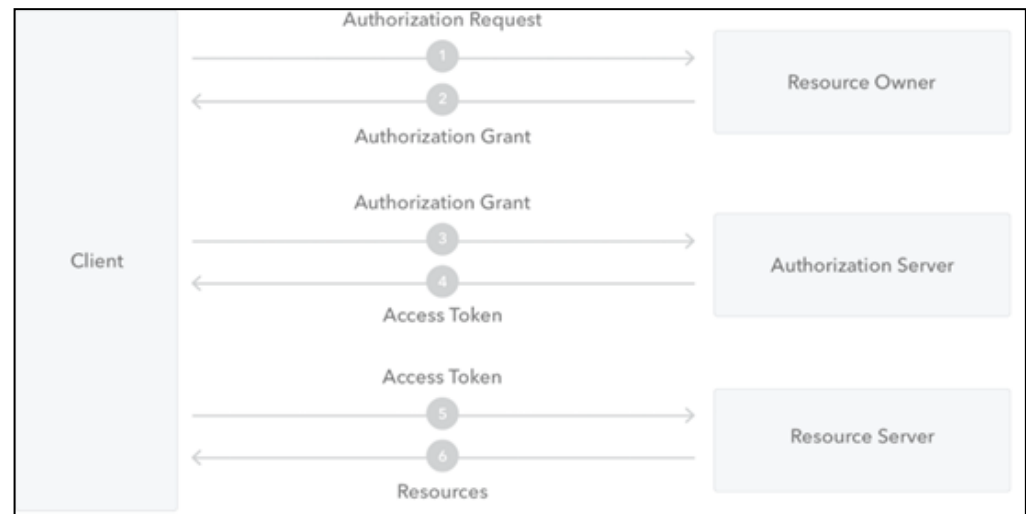 Authorization Request
1
Resource Owner
2
Authorization Grant
Authorization Grant
3
Client
Authorization Server
4
Access Token
Access Token
5
Resource Server
6
Resources